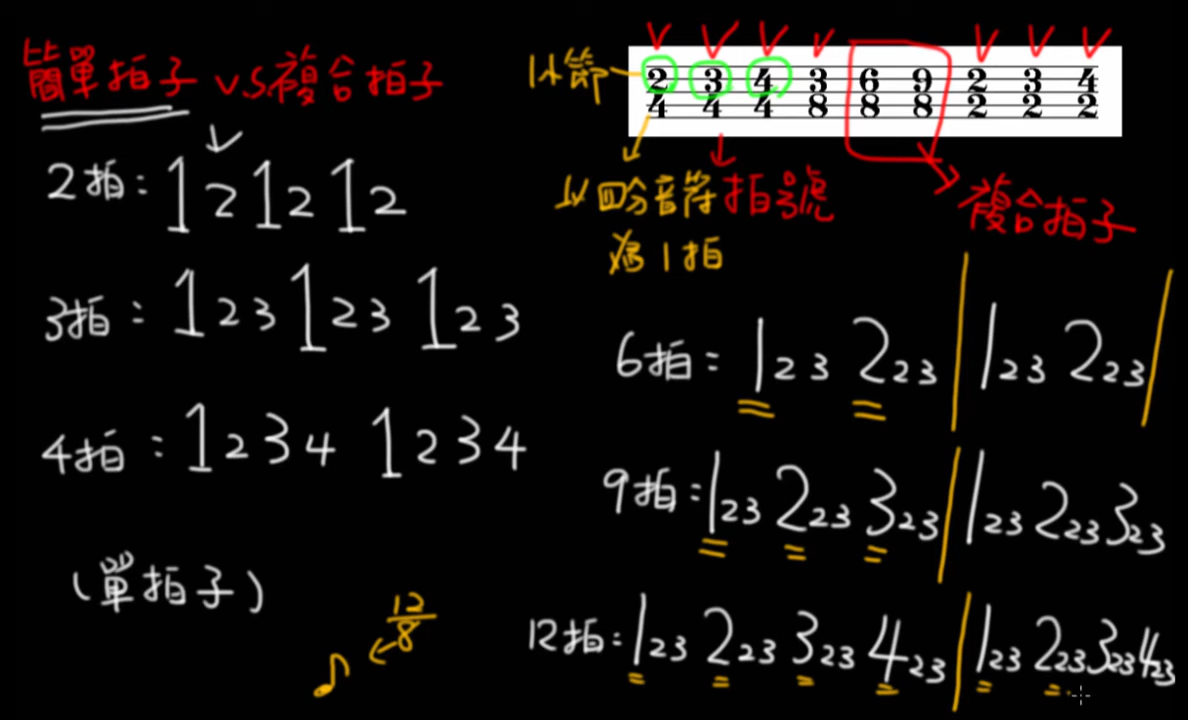 簡單拍子 vs 複合拍子
2拍：1 2 1 2 1 2
3拍：1 2 3 1 2 3 1 2 3
4拍：1 2 3 4 1 2 3 4
(單拍子)
12/8
1小節
2 3 4 3 6 9 2 3 4
4 4 4 8 8 8 2 2 2
以四分音符
為1拍
拍號
複合拍子
6拍：1 2 3 2 2 3 | 1 2 3 2 2 3 |
9拍：1 2 3 2 2 3 3 2 3 | 1 2 3 2 2 3 3 2 3
12拍：1 2 3 2 2 3 3 2 3 4 2 3 | 1 2 3 2 2 3 3 2 3 4 2 3